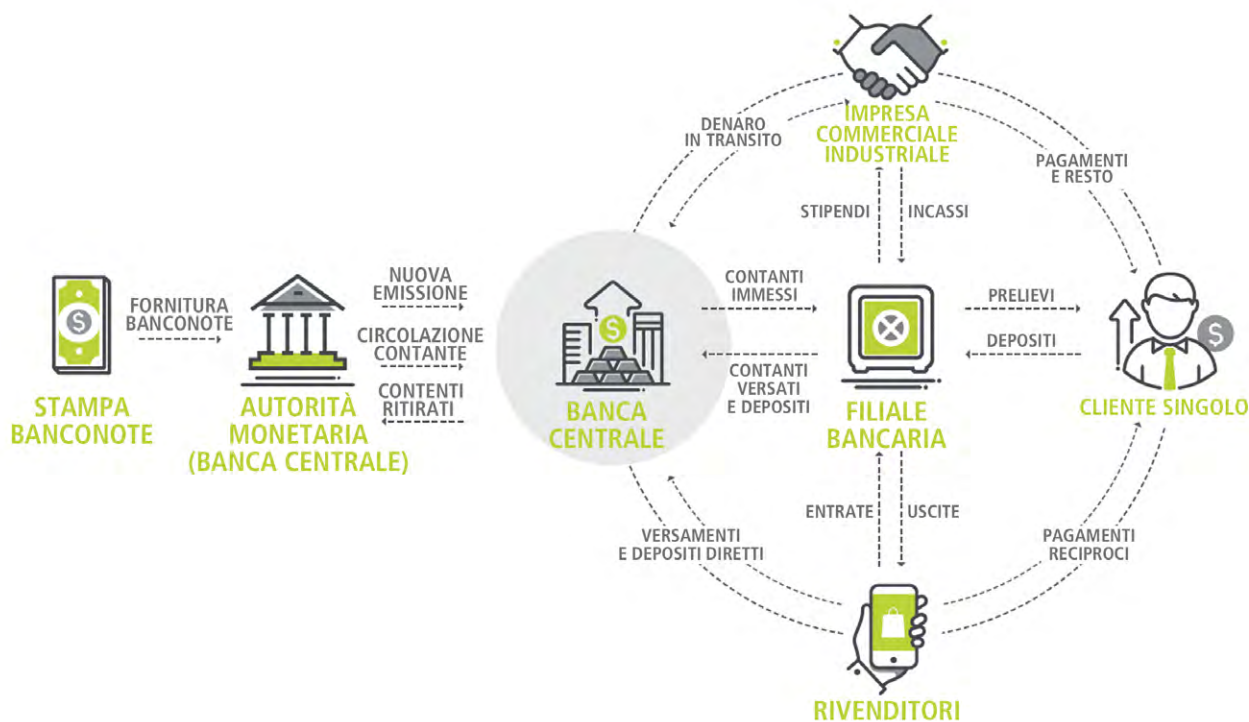 IMPRESA
COMMERCIALE
INDUSTRIALE
DENARO
IN TRANSITO
PAGAMENTI
E RESTO
STIPENDI
INCASSI
$
STAMPA
BANCONOTE
FORNITURA
BANCONOTE
AUTORITÀ
MONETARIA
(BANCA CENTRALE)
NUOVA
EMISSIONE
CIRCOLAZIONE
CONTANTE
CONTENTI
RITIRATI
$
BANCA
CENTRALE
CONTANTI
IMMESSI
CONTANTI
VERSATI
E DEPOSITI
FILIALE
BANCARIA
PRELIEVI
DEPOSITI
$
CLIENTE SINGOLO
ENTRATE
USCITE
VERSAMENTI
E DEPOSITI DIRETTI
PAGAMENTI
RECIPROCI
RIVENDITORI